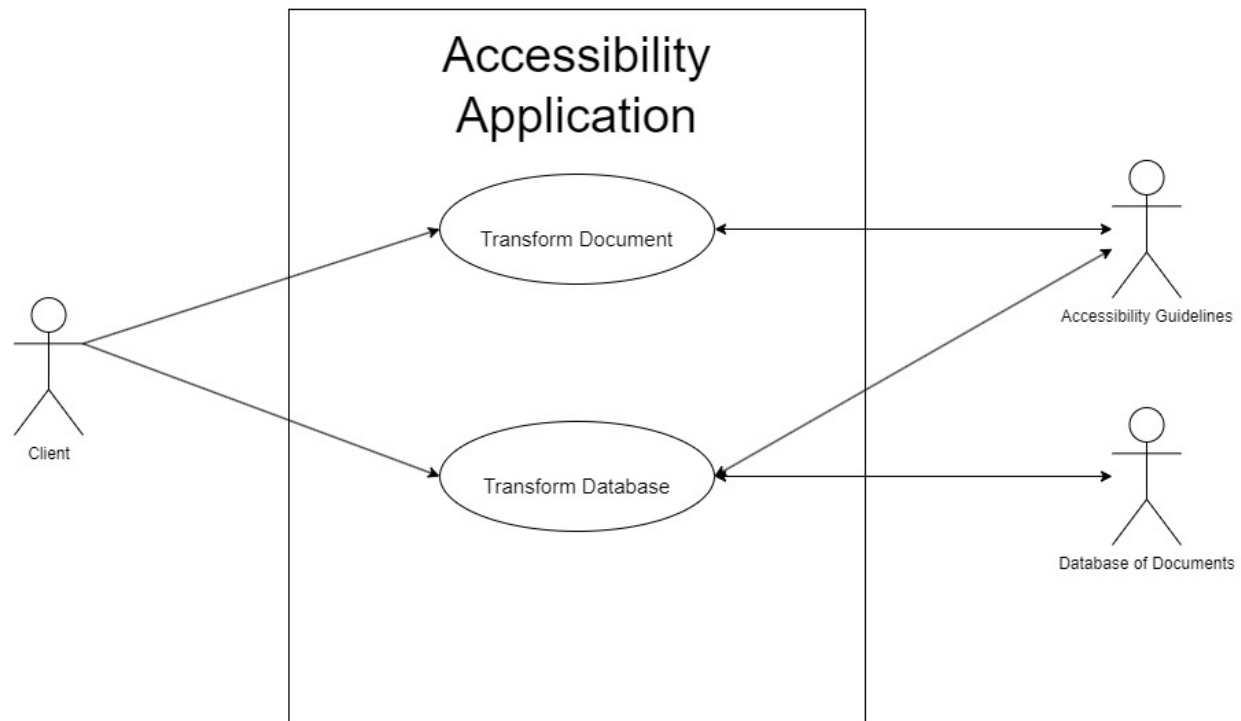 Accessibility
Application
Transform Document
Accessibility Guidelines
Client
Transform Database
Database of Documents